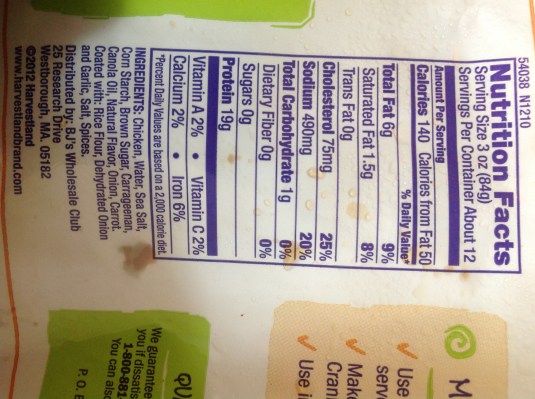 54038 N1210
Nutrition Facts
Serving Size 3 oz (84g)
Servings Per Container About 12
Amount Per Serving
Calories 140 Calories from Fat 50
% Daily Value*
Total Fat 6g 9%
Saturated Fat 1.5g 8%
Trans Fat 0g
Cholesterol 75mg 25%
Sodium 490mg 20%
Total Carbohydrate 1g 0%
Dietary Fiber 0g 0%
Sugars 0g
Protein 19g
Vitamin A 2% • Vitamin C 2%
Calcium 2% • Iron 6%
*Percent Daily Values are based on a 2,000 calorie diet.
INGREDIENTS: Chicken, Water, Sea Salt,
Corn Starch, Brown Sugar, Carrageenan,
Canola Oil, Natural Flavor, Onion, Carrot.
Coated with: Rice Flour, Dehydrated Onion
and Garlic, Salt, Spices.
Distributed By: BJ's Wholesale Club
25 Research Drive
Westborough, MA 05182
©2012 Harvestland
www.harvestlandbrand.com
M
✓ Use
serv
✓ Make
Cran
✓ Use i
QU
We guarantee
you if dissatis
1-800-881
You can also
P.O. B